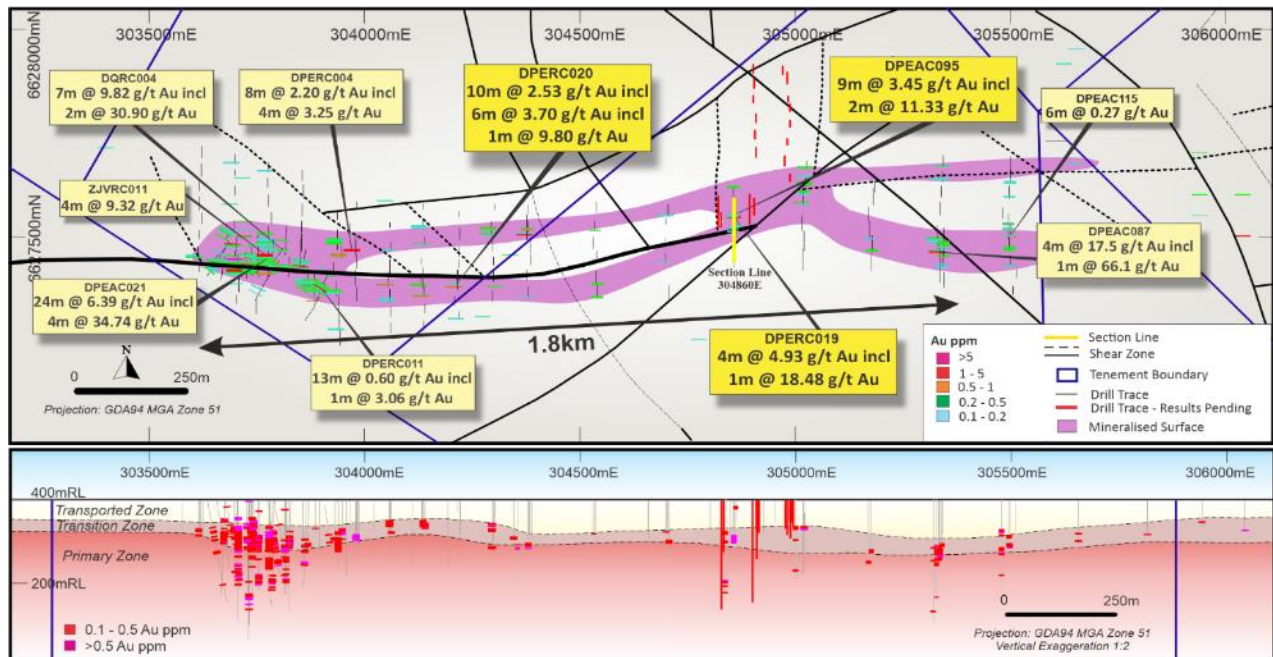 303500mE
304000mE
304500mE
305000mE
305500mE
306000mE
6628000mN
6627500mN
DQRC004
7m @ 9.82 g/t Au incl
2m @ 30.90 g/t Au
DPERC004
8m @ 2.20 g/t Au
4m @ 3.25 g/t Au
DPERC020
10m @ 2.53 g/t Au incl
6m @ 3.70 g/t Au
1m @ 9.80 g/t Au
DPEAC095
9m @ 3.45 g/t Au incl
2m @ 11.33 g/t Au
DPEAC115
6m @ 0.27 g/t Au
ZJVRC011
4m @ 9.32 g/t Au
DPEAC021
24m @ 6.39 g/t Au incl
4m @ 34.74 g/t Au
DPERC011
13m @ 0.60 g/t Au incl
1m @ 3.06 g/t Au
Section Line
304860E
DPEAC087
4m @ 17.5 g/t Au incl
1m @ 66.1 g/t Au
DPERC019
4m @ 4.93 g/t Au incl
1m @ 18.48 g/t Au
1.8km
N
0
250m
Projection: GDA94 MGA Zone 51
Au ppm
>5
1 - 5
0.5 - 1
0.2 - 0.5
0.1 - 0.2
Section Line
Shear Zone
Tenement Boundary
Drill Trace
Drill Trace - Results Pending
Mineralised Surface
303500mE
304000mE
304500mE
305000mE
305500mE
306000mE
400mRL
Transported Zone
Transition Zone
Primary Zone
200mRL
0.1 - 0.5 Au ppm
>0.5 Au ppm
0
250m
Projection: GDA94 MGA Zone 51
Vertical Exaggeration 1:2